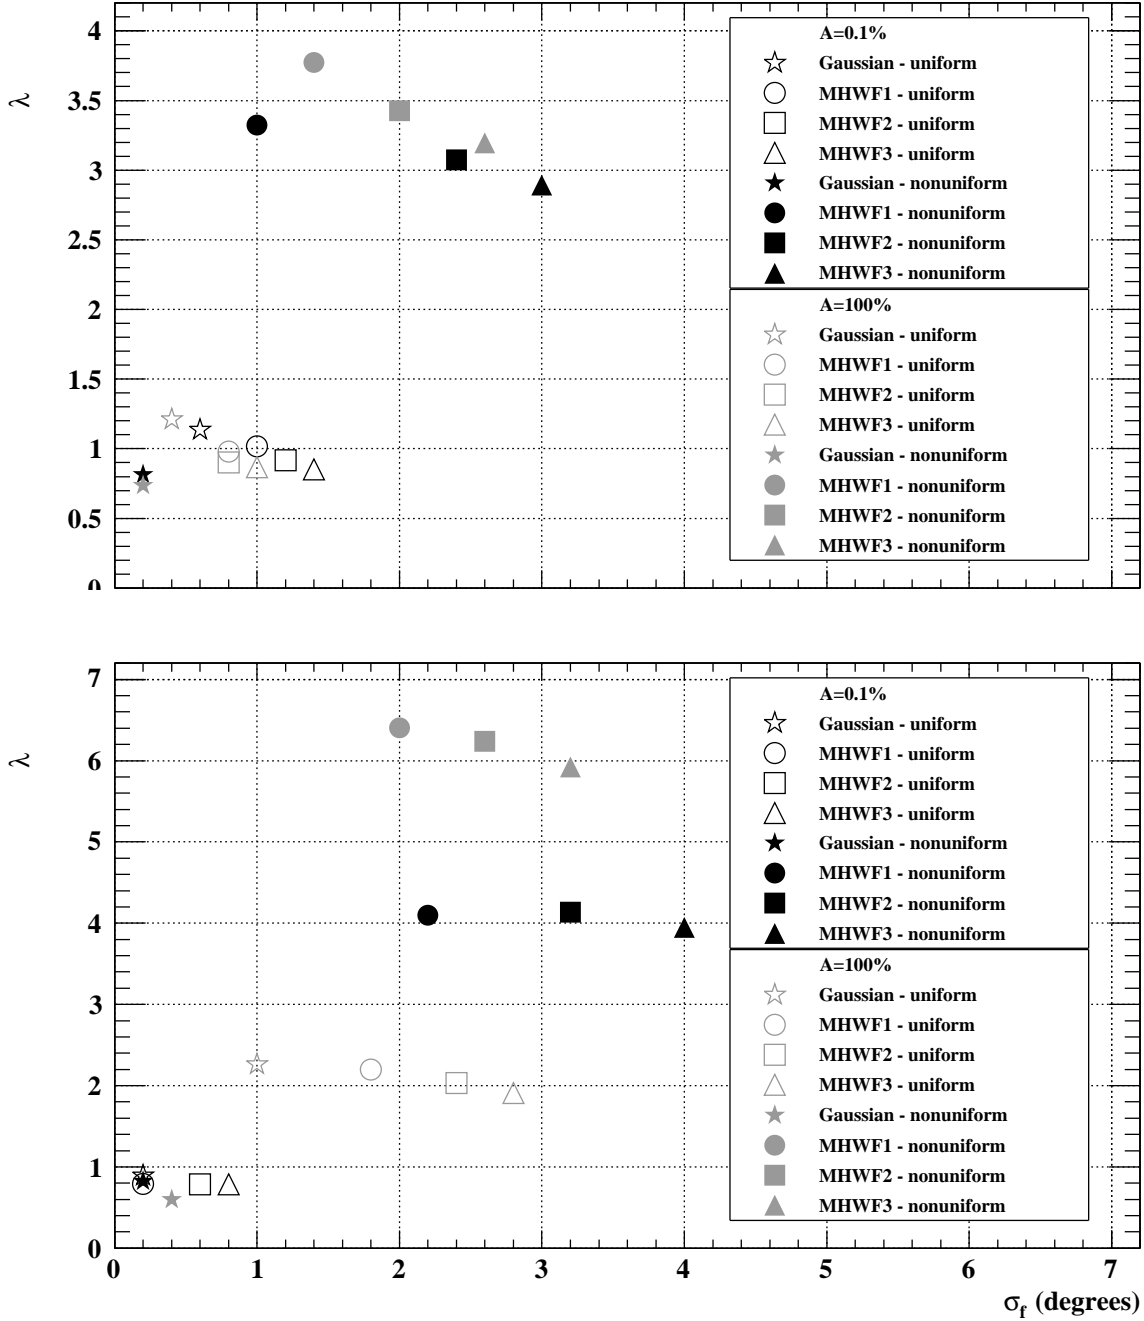 4
λ
3.5
3
2.5
2
1.5
1
0.5
0
A=0.1%
Gaussian - uniform
MHWF1 - uniform
MHWF2 - uniform
MHWF3 - uniform
Gaussian - nonuniform
MHWF1 - nonuniform
MHWF2 - nonuniform
MHWF3 - nonuniform
A=100%
Gaussian - uniform
MHWF1 - uniform
MHWF2 - uniform
MHWF3 - uniform
Gaussian - nonuniform
MHWF1 - nonuniform
MHWF2 - nonuniform
MHWF3 - nonuniform
7
λ
6
5
4
3
2
1
0
A=0.1%
Gaussian - uniform
MHWF1 - uniform
MHWF2 - uniform
MHWF3 - uniform
Gaussian - nonuniform
MHWF1 - nonuniform
MHWF2 - nonuniform
MHWF3 - nonuniform
A=100%
Gaussian - uniform
MHWF1 - uniform
MHWF2 - uniform
MHWF3 - uniform
Gaussian - nonuniform
MHWF1 - nonuniform
MHWF2 - nonuniform
MHWF3 - nonuniform
0 1 2 3 4 5 6 7
σf (degrees)